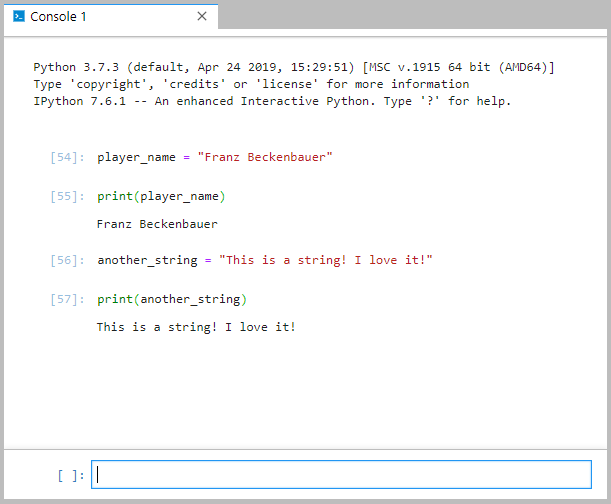 Console 1
Python 3.7.3 (default, Apr 24 2019, 15:29:51) [MSC v.1915 64 bit (AMD64)]
Type 'copyright', 'credits' or 'license' for more information
IPython 7.6.1 -- An enhanced Interactive Python. Type '?' for help.
[54]: player_name = "Franz Beckenbauer"
[55]: print(player_name)
Franz Beckenbauer
[56]: another_string = "This is a string! I love it!"
[57]: print(another_string)
This is a string! I love it!
[ ]: